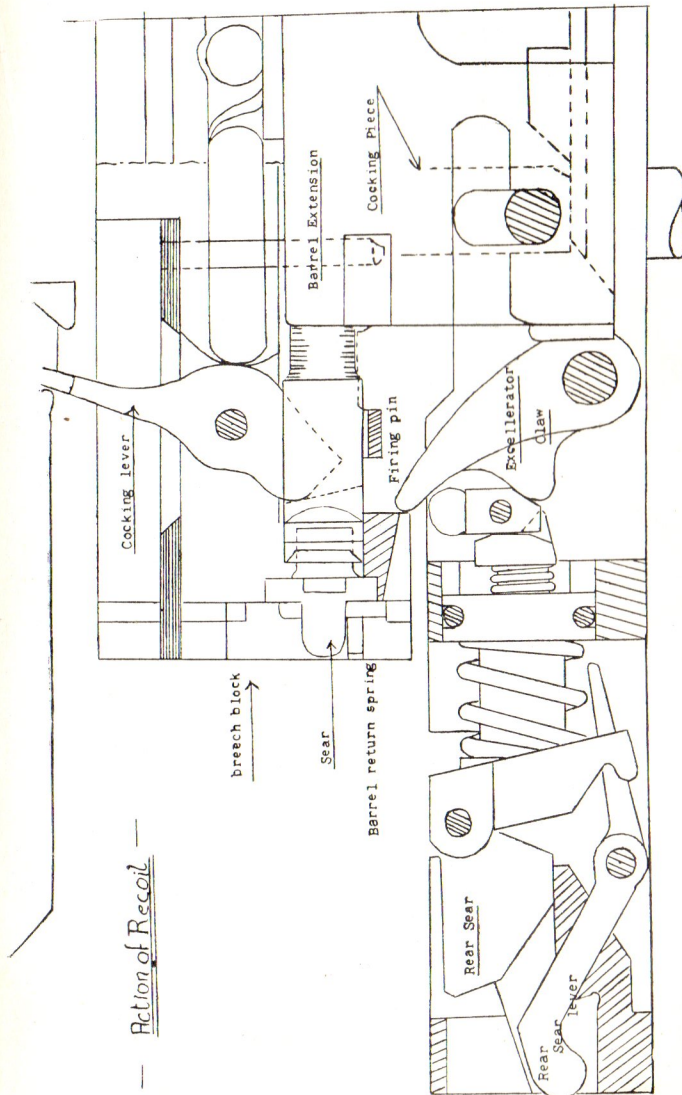 Action of Recoil
Cocking lever
breech block
Sear
Barrel return spring
Firing pin
Barrel Extension
Cocking Piece
Excellerator
Claw
Rear Sear
Rear
Sear lever